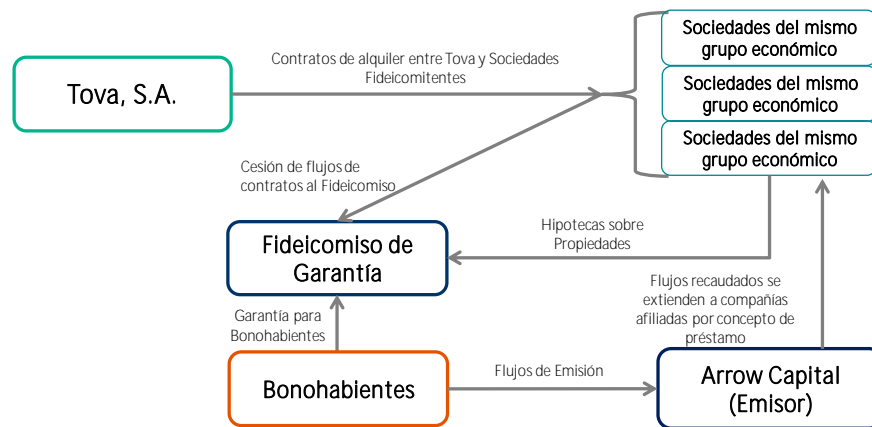 Tova, S.A.
Contratos de alquiler entre Tova y Sociedades
Fideicomitentes
Sociedades del mismo
grupo económico
Sociedades del mismo
grupo económico
Sociedades del mismo
grupo económico
Cesión de flujos de
contratos al Fideicomiso
Fideicomiso de
Garantía
Hipotecas sobre
Propiedades
Garantía para
Bonohabientes
Flujos recaudados se
extienden a compañías
afiliadas por concepto de
préstamo
Bonohabientes
Flujos de Emisión
Arrow Capital
(Emisor)